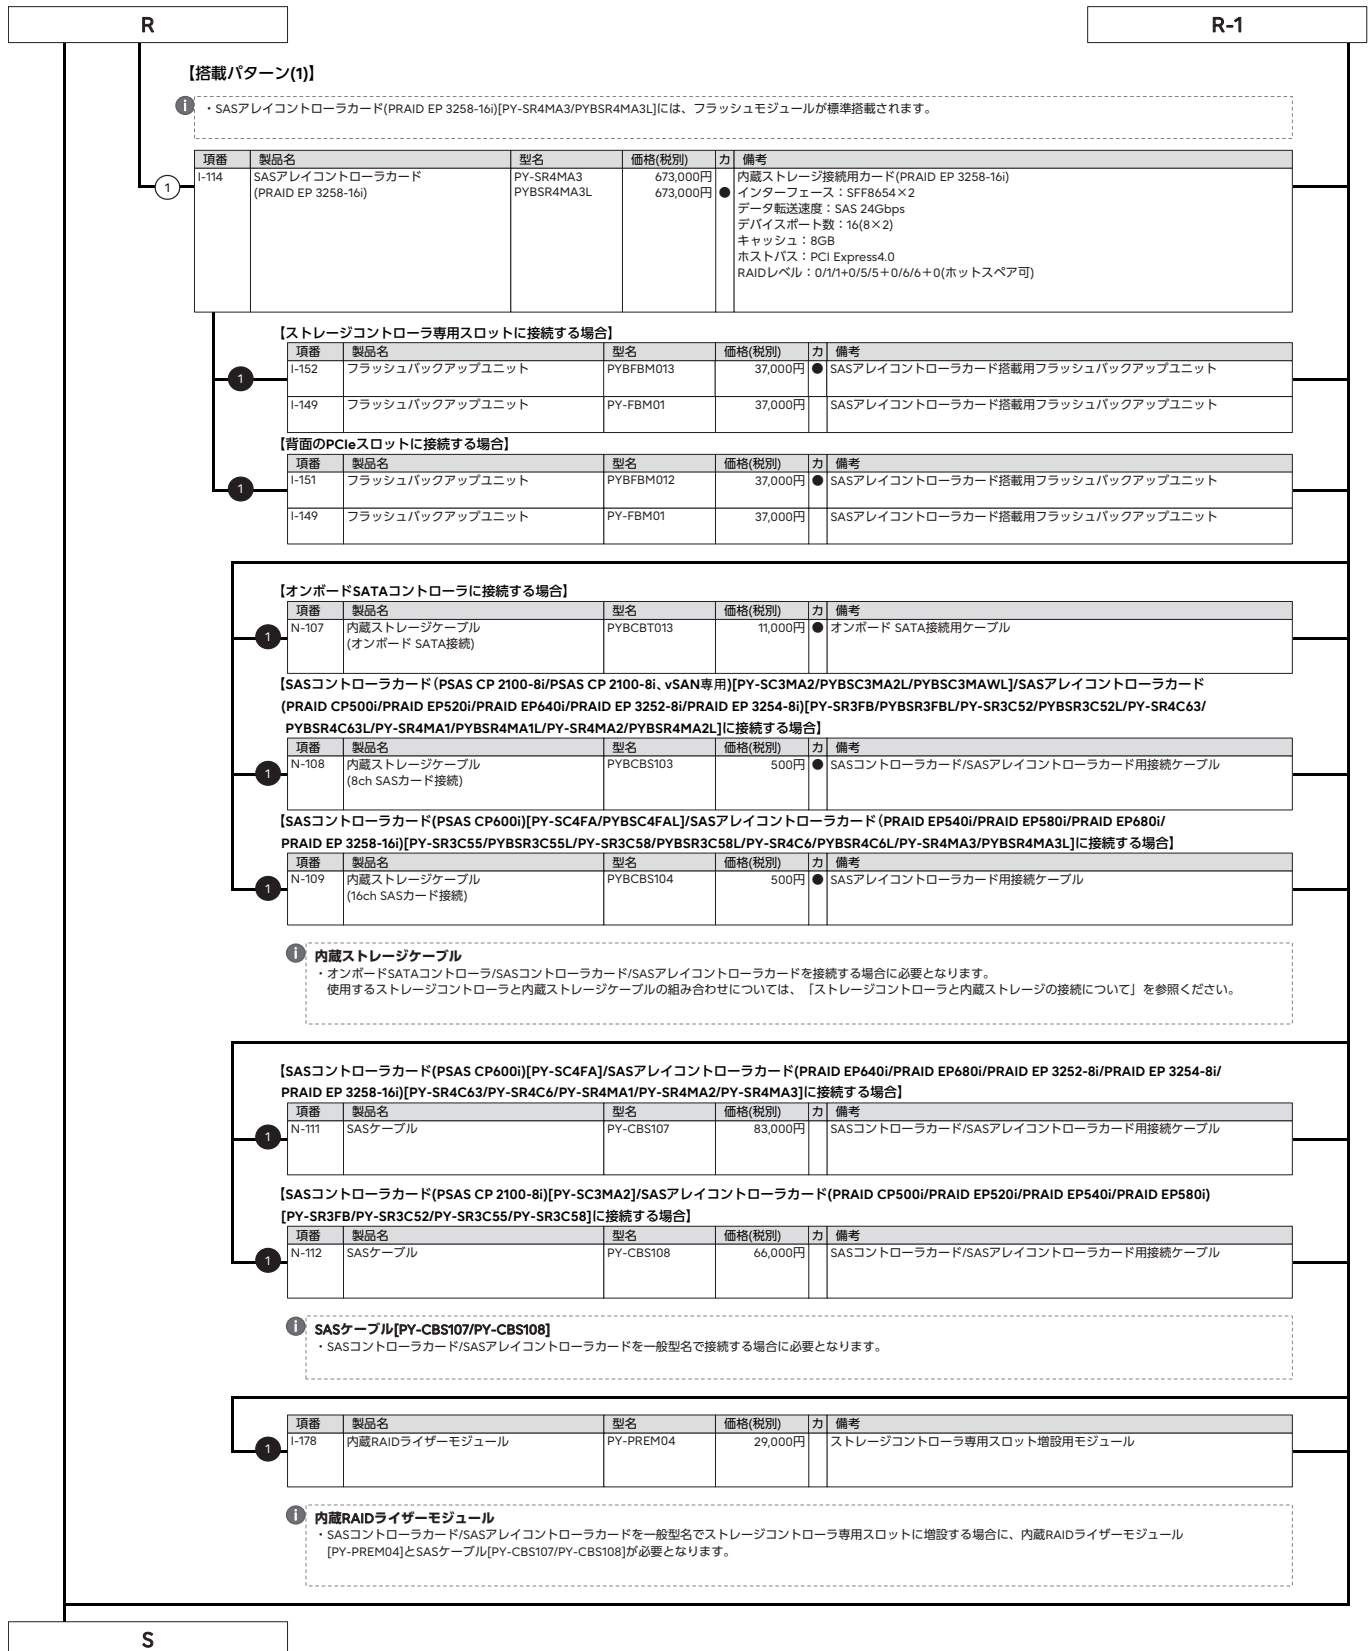 R
R-1
【搭載パターン(1)】
・SASアレイコントローラカード(PRAID EP 3258-16i)[PY-SR4MA3/PYBSR4MA3L]には、フラッシュモジュールが標準搭載されます。
項番 製品名 型名 価格(税別) カ 備考
1 I-114 SASアレイコントローラカード PY-SR4MA3 673,000円 内蔵ストレージ接続用カード(PRAID EP 3258-16i)
(PRAID EP 3258-16i) PYBSR4MA3L 673,000円 ● インターフェース：SFF8654×2
データ転送速度：SAS 24Gbps
デバイスポート数：16(8×2)
キャッシュ：8GB
ホストバス：PCI Express4.0
RAIDレベル：0/1/1+0/5/5＋0/6/6＋0(ホットスペア可)
【ストレージコントローラ専用スロットに接続する場合】
項番 製品名 型名 価格(税別) カ 備考
1 I-152 フラッシュバックアップユニット PYBFBM013 37,000円 ● SASアレイコントローラカード搭載用フラッシュバックアップユニット
I-149 フラッシュバックアップユニット PY-FBM01 37,000円 SASアレイコントローラカード搭載用フラッシュバックアップユニット
【背面のPCIeスロットに接続する場合】
項番 製品名 型名 価格(税別) カ 備考
1 I-151 フラッシュバックアップユニット PYBFBM012 37,000円 ● SASアレイコントローラカード搭載用フラッシュバックアップユニット
I-149 フラッシュバックアップユニット PY-FBM01 37,000円 SASアレイコントローラカード搭載用フラッシュバックアップユニット
【オンボードSATAコントローラに接続する場合】
項番 製品名 型名 価格(税別) カ 備考
1 N-107 内蔵ストレージケーブル PYBCBT013 11,000円 ● オンボード SATA接続用ケーブル
(オンボード SATA接続)
【SASコントローラカード（PSAS CP 2100-8i/PSAS CP 2100-8i、vSAN専用)[PY-SC3MA2/PYBSC3MA2L/PYBSC3MAWL]/SASアレイコントローラカード
(PRAID CP500i/PRAID EP520i/PRAID EP640i/PRAID EP 3252-8i/PRAID EP 3254-8i)[PY-SR3FB/PYBSR3FBL/PY-SR3C52/PYBSR3C52L/PY-SR4C63/
PYBSR4C63L/PY-SR4MA1/PYBSR4MA1L/PY-SR4MA2/PYBSR4MA2L]に接続する場合】
項番 製品名 型名 価格(税別) カ 備考
1 N-108 内蔵ストレージケーブル PYBCBS103 500円 ● SASコントローラカード/SASアレイコントローラカード用接続ケーブル
(8ch SASカード接続)
【SASコントローラカード(PSAS CP600i)[PY-SC4FA/PYBSC4FAL]/SASアレイコントローラカード（PRAID EP540i/PRAID EP580i/PRAID EP680i/
PRAID EP 3258-16i)[PY-SR3C55/PYBSR3C55L/PY-SR3C58/PYBSR3C58L/PY-SR4C6/PYBSR4C6L/PY-SR4MA3/PYBSR4MA3L]に接続する場合】
項番 製品名 型名 価格(税別) カ 備考
1 N-109 内蔵ストレージケーブル PYBCBS104 500円 ● SASアレイコントローラカード用接続ケーブル
(16ch SASカード接続)
内蔵ストレージケーブル
・オンボードSATAコントローラ/SASコントローラカード/SASアレイコントローラカードを接続する場合に必要となります。
使用するストレージコントローラと内蔵ストレージケーブルの組み合わせについては、「ストレージコントローラと内蔵ストレージの接続について」を参照ください。
【SASコントローラカード(PSAS CP600i)[PY-SC4FA]/SASアレイコントローラカード(PRAID EP640i/PRAID EP680i/PRAID EP 3252-8i/PRAID EP 3254-8i/
PRAID EP 3258-16i)[PY-SR4C63/PY-SR4C6/PY-SR4MA1/PY-SR4MA2/PY-SR4MA3]に接続する場合】
項番 製品名 型名 価格(税別) カ 備考
1 N-111 SASケーブル PY-CBS107 83,000円 SASコントローラカード/SASアレイコントローラカード用接続ケーブル
【SASコントローラカード(PSAS CP 2100-8i)[PY-SC3MA2]/SASアレイコントローラカード(PRAID CP500i/PRAID EP520i/PRAID EP540i/PRAID EP580i)
[PY-SR3FB/PY-SR3C52/PY-SR3C55/PY-SR3C58]に接続する場合】
項番 製品名 型名 価格(税別) カ 備考
1 N-112 SASケーブル PY-CBS108 66,000円 SASコントローラカード/SASアレイコントローラカード用接続ケーブル
SASケーブル[PY-CBS107/PY-CBS108]
・SASコントローラカード/SASアレイコントローラカードを一般型名で接続する場合に必要となります。
項番 製品名 型名 価格(税別) カ 備考
1 I-178 内蔵RAIDライザーモジュール PY-PREM04 29,000円 ストレージコントローラ専用スロット増設用モジュール
内蔵RAIDライザーモジュール
・SASコントローラカード/SASアレイコントローラカードを一般型名でストレージコントローラ専用スロットに増設する場合に、内蔵RAIDライザーモジュール
[PY-PREM04]とSASケーブル[PY-CBS107/PY-CBS108]が必要となります。
S